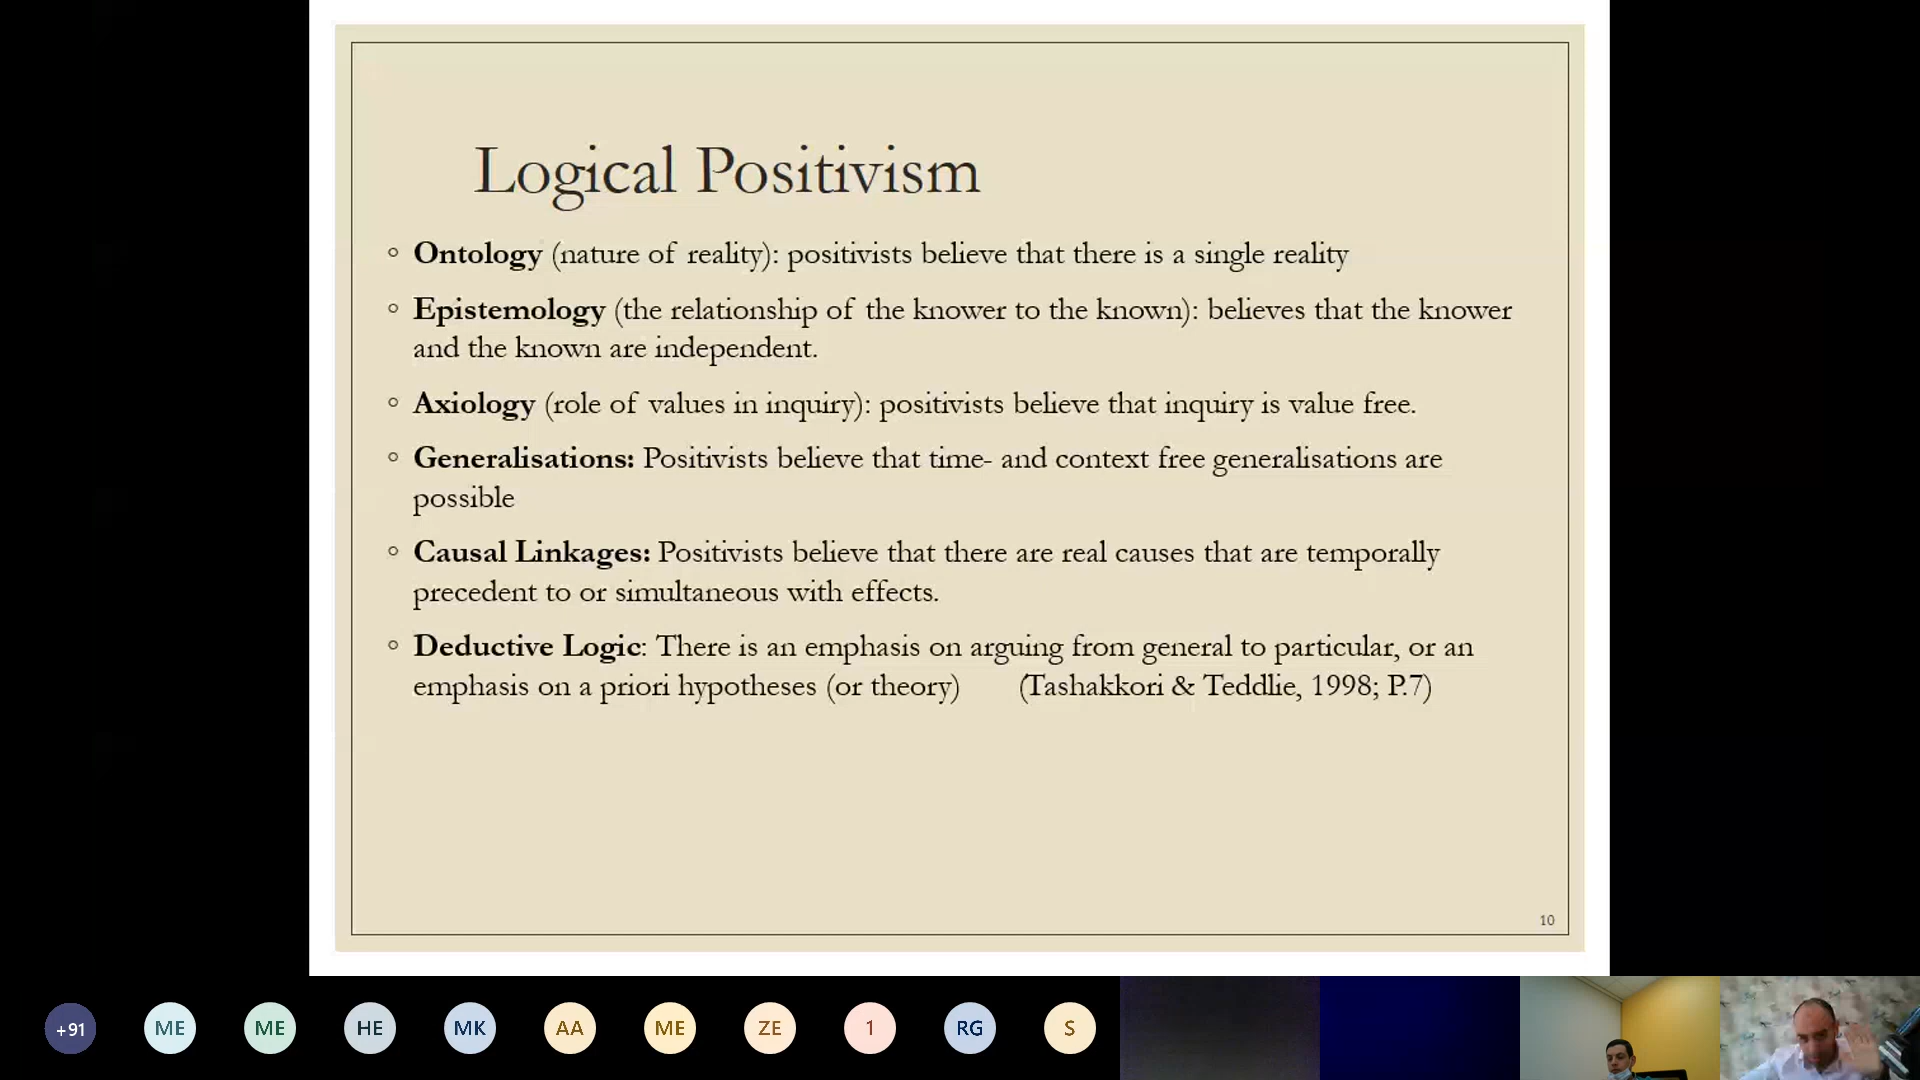 Logical Positivism
◦ Ontology (nature of reality): positivists believe that there is a single reality
◦ Epistemology (the relationship of the knower to the known): believes that the knower
and the known are independent.
◦ Axiology (role of values in inquiry): positivists believe that inquiry is value free.
◦ Generalisations: Positivists believe that time- and context free generalisations are
possible
◦ Causal Linkages: Positivists believe that there are real causes that are temporally
precedent to or simultaneous with effects.
◦ Deductive Logic: There is an emphasis on arguing from general to particular, or an
emphasis on a priori hypotheses (or theory) (Tashakkori & Teddlie, 1998; P.7)
10
+91 ME ME HE MK AA ME ZE 1 RG S